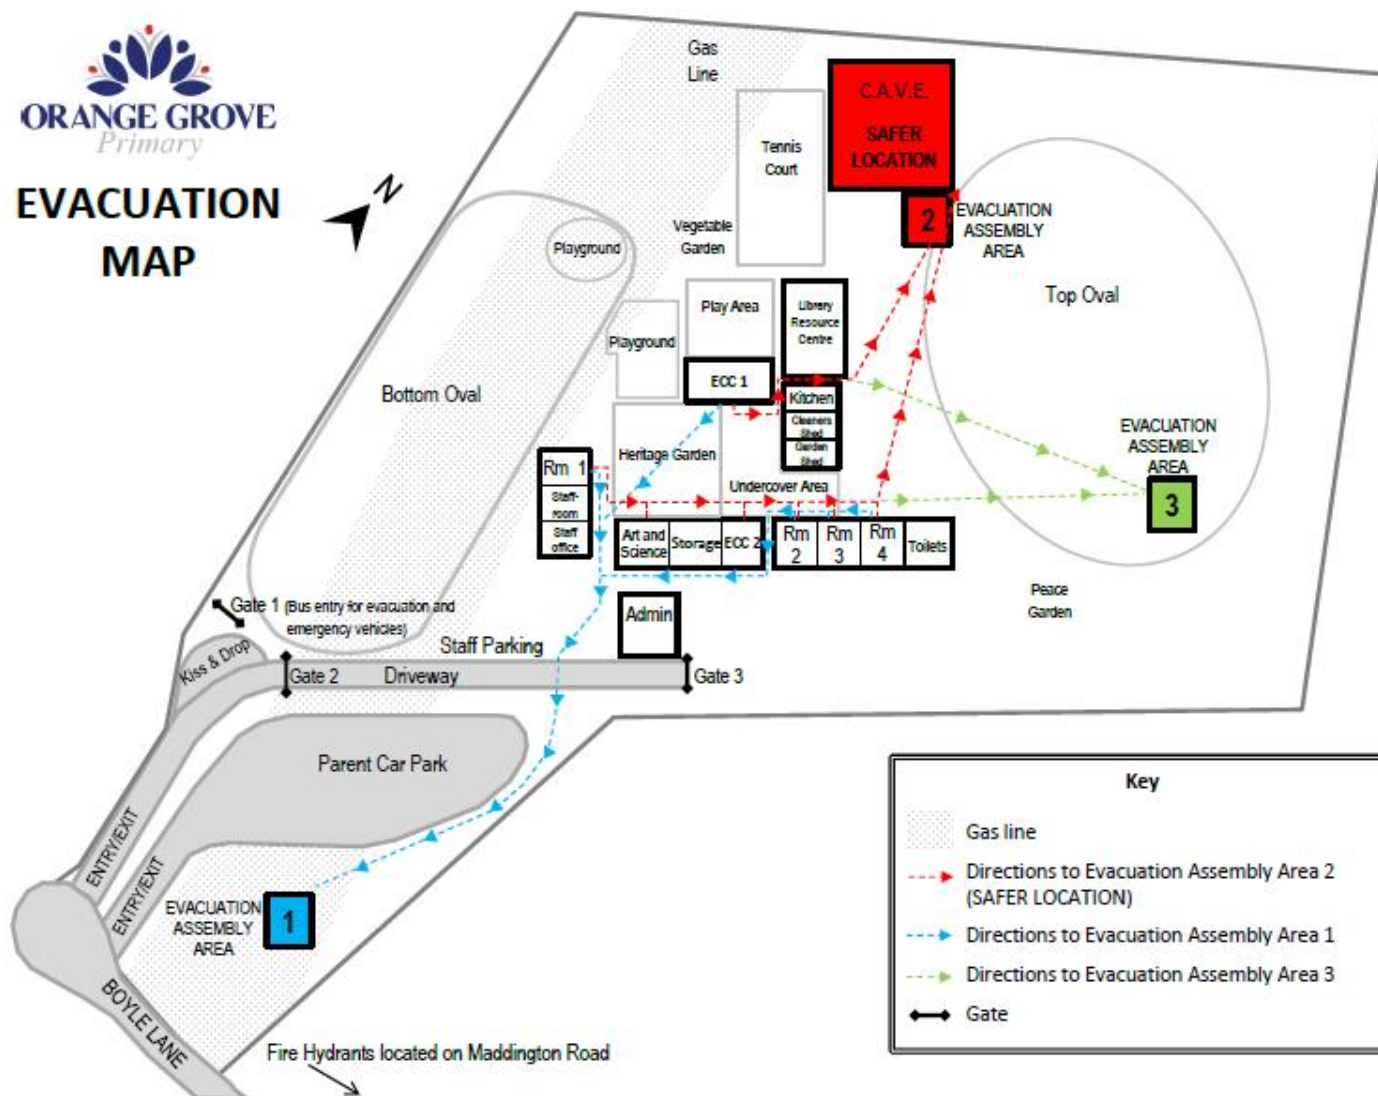 ORANGE GROVE
Primary
EVACUATION
MAP
N
Gas
Line
C.A.V.E.
SAFER
LOCATION
Tennis
Court
2
EVACUATION
ASSEMBLY
AREA
Vegetable
Garden
Playground
Top Oval
Play Area
Library
Resource
Centre
Playground
ECC 1
Bottom Oval
Kitchen
Cleaners
Shed
Garden
Shed
EVACUATION
ASSEMBLY
AREA
3
Heritage Garden
Undercover Area
Rm 1
Staff-
room
Staff
office
Art and
Science
Storage
ECC 2
Rm
2
Rm
3
Rm
4
Toilets
Peace
Garden
Admin
Gate 1 (Bus entry for evacuation and
emergency vehicles)
Staff Parking
Kiss & Drop
Gate 2
Driveway
Gate 3
Parent Car Park
ENTRY/EXIT
ENTRY/EXIT
EVACUATION
ASSEMBLY
AREA
1
BOYLE LANE
Fire Hydrants located on Maddington Road
Key
Gas line
Directions to Evacuation Assembly Area 2
(SAFER LOCATION)
Directions to Evacuation Assembly Area 1
Directions to Evacuation Assembly Area 3
Gate